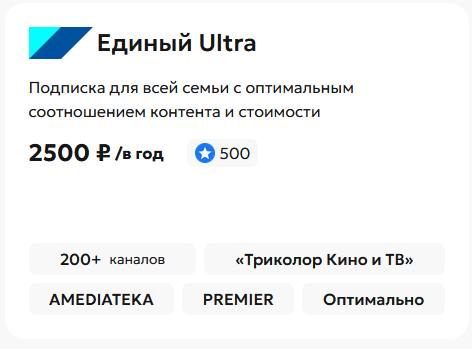 Единый Ultra
Подписка для всей семьи с оптимальным
соотношением контента и стоимости
2500 ₽ /в год 500
200+ каналов «Триколор Кино и ТВ»
AMEDIATEKA PREMIER Оптимально